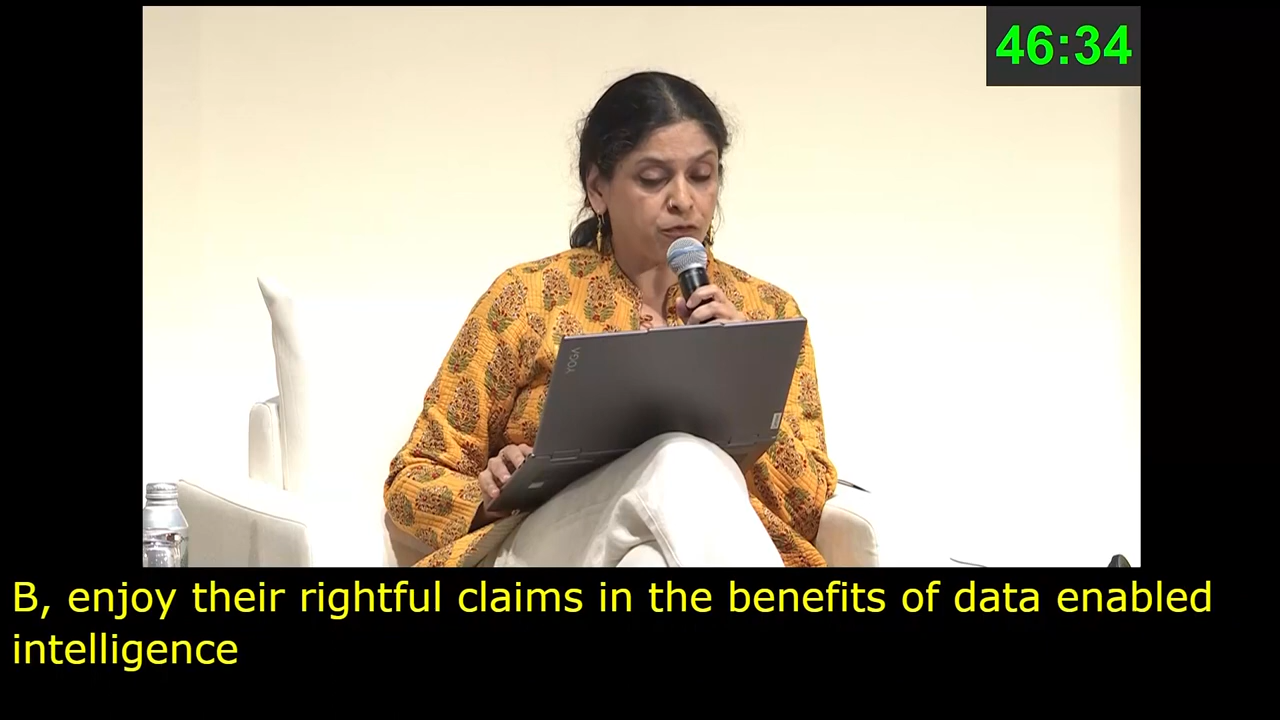 46:34
YOGA
B, enjoy their rightful claims in the benefits of data enabled
intelligence